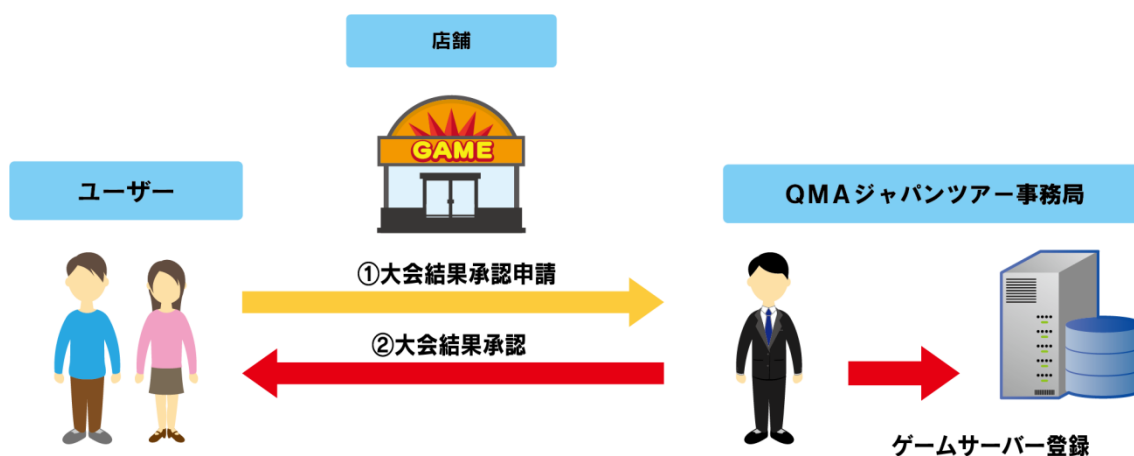 店舗
GAME
ユーザー
QMAジャパンツアー事務局
①大会結果承認申請
②大会結果承認
ゲームサーバー登録